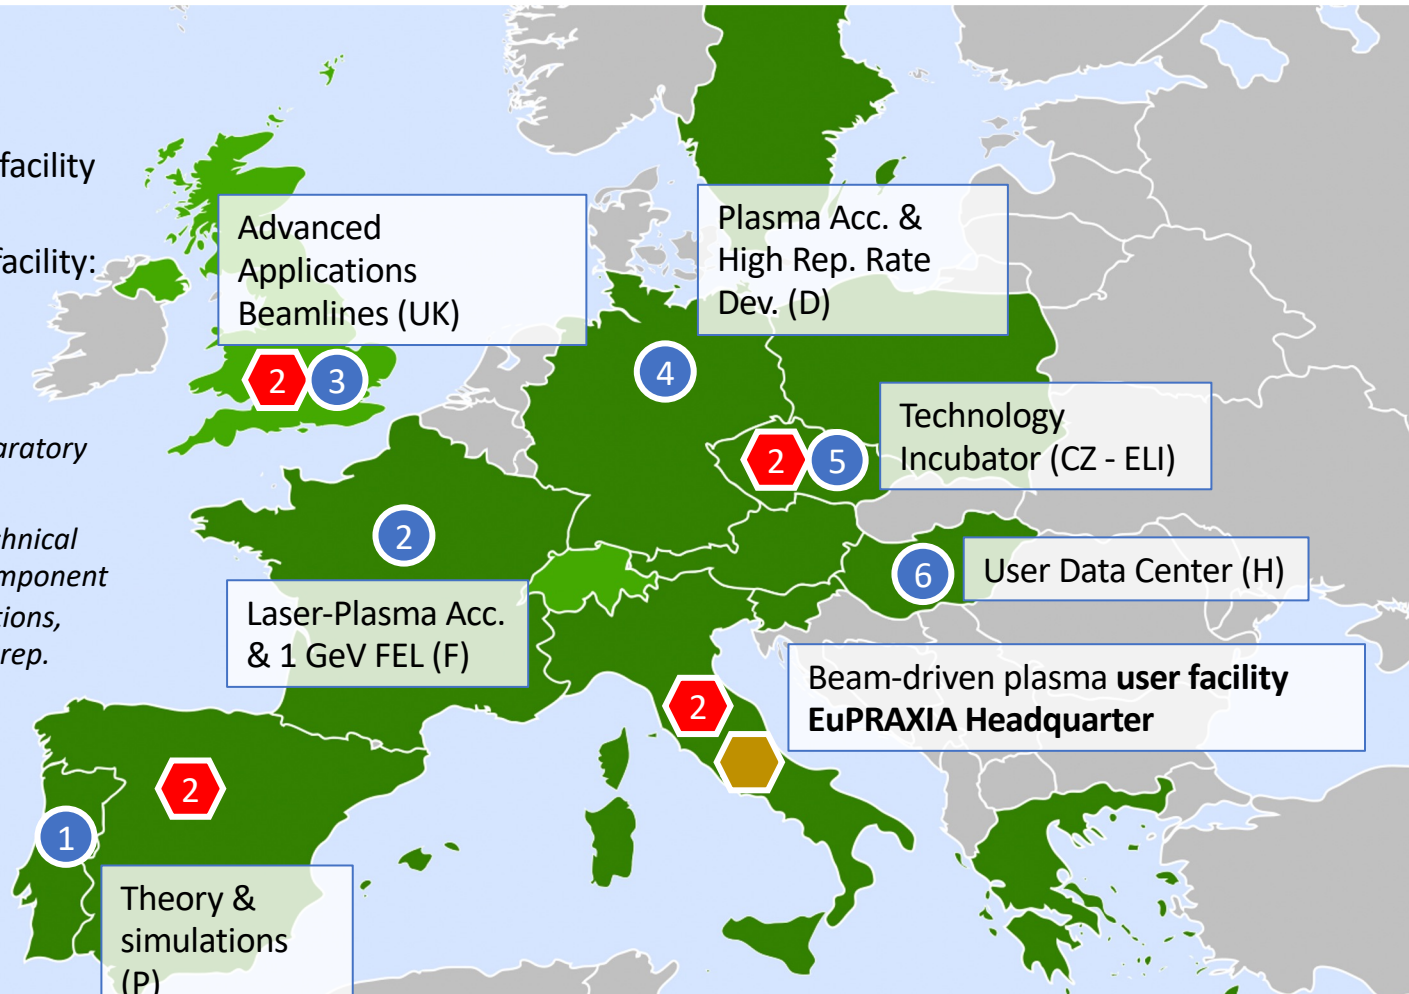 facility
facility:
aratory
chnical
mponent
tions,
rep.
Advanced
Applications
Beamlines (UK)
2
3
Plasma Acc. &
High Rep. Rate
Dev. (D)
4
Technology
Incubator (CZ - ELI)
2
5
2
Laser-Plasma Acc.
& 1 GeV FEL (F)
6
User Data Center (H)
Beam-driven plasma user facility
EuPRAXIA Headquarter
2
2
1
Theory &
simulations
(P)